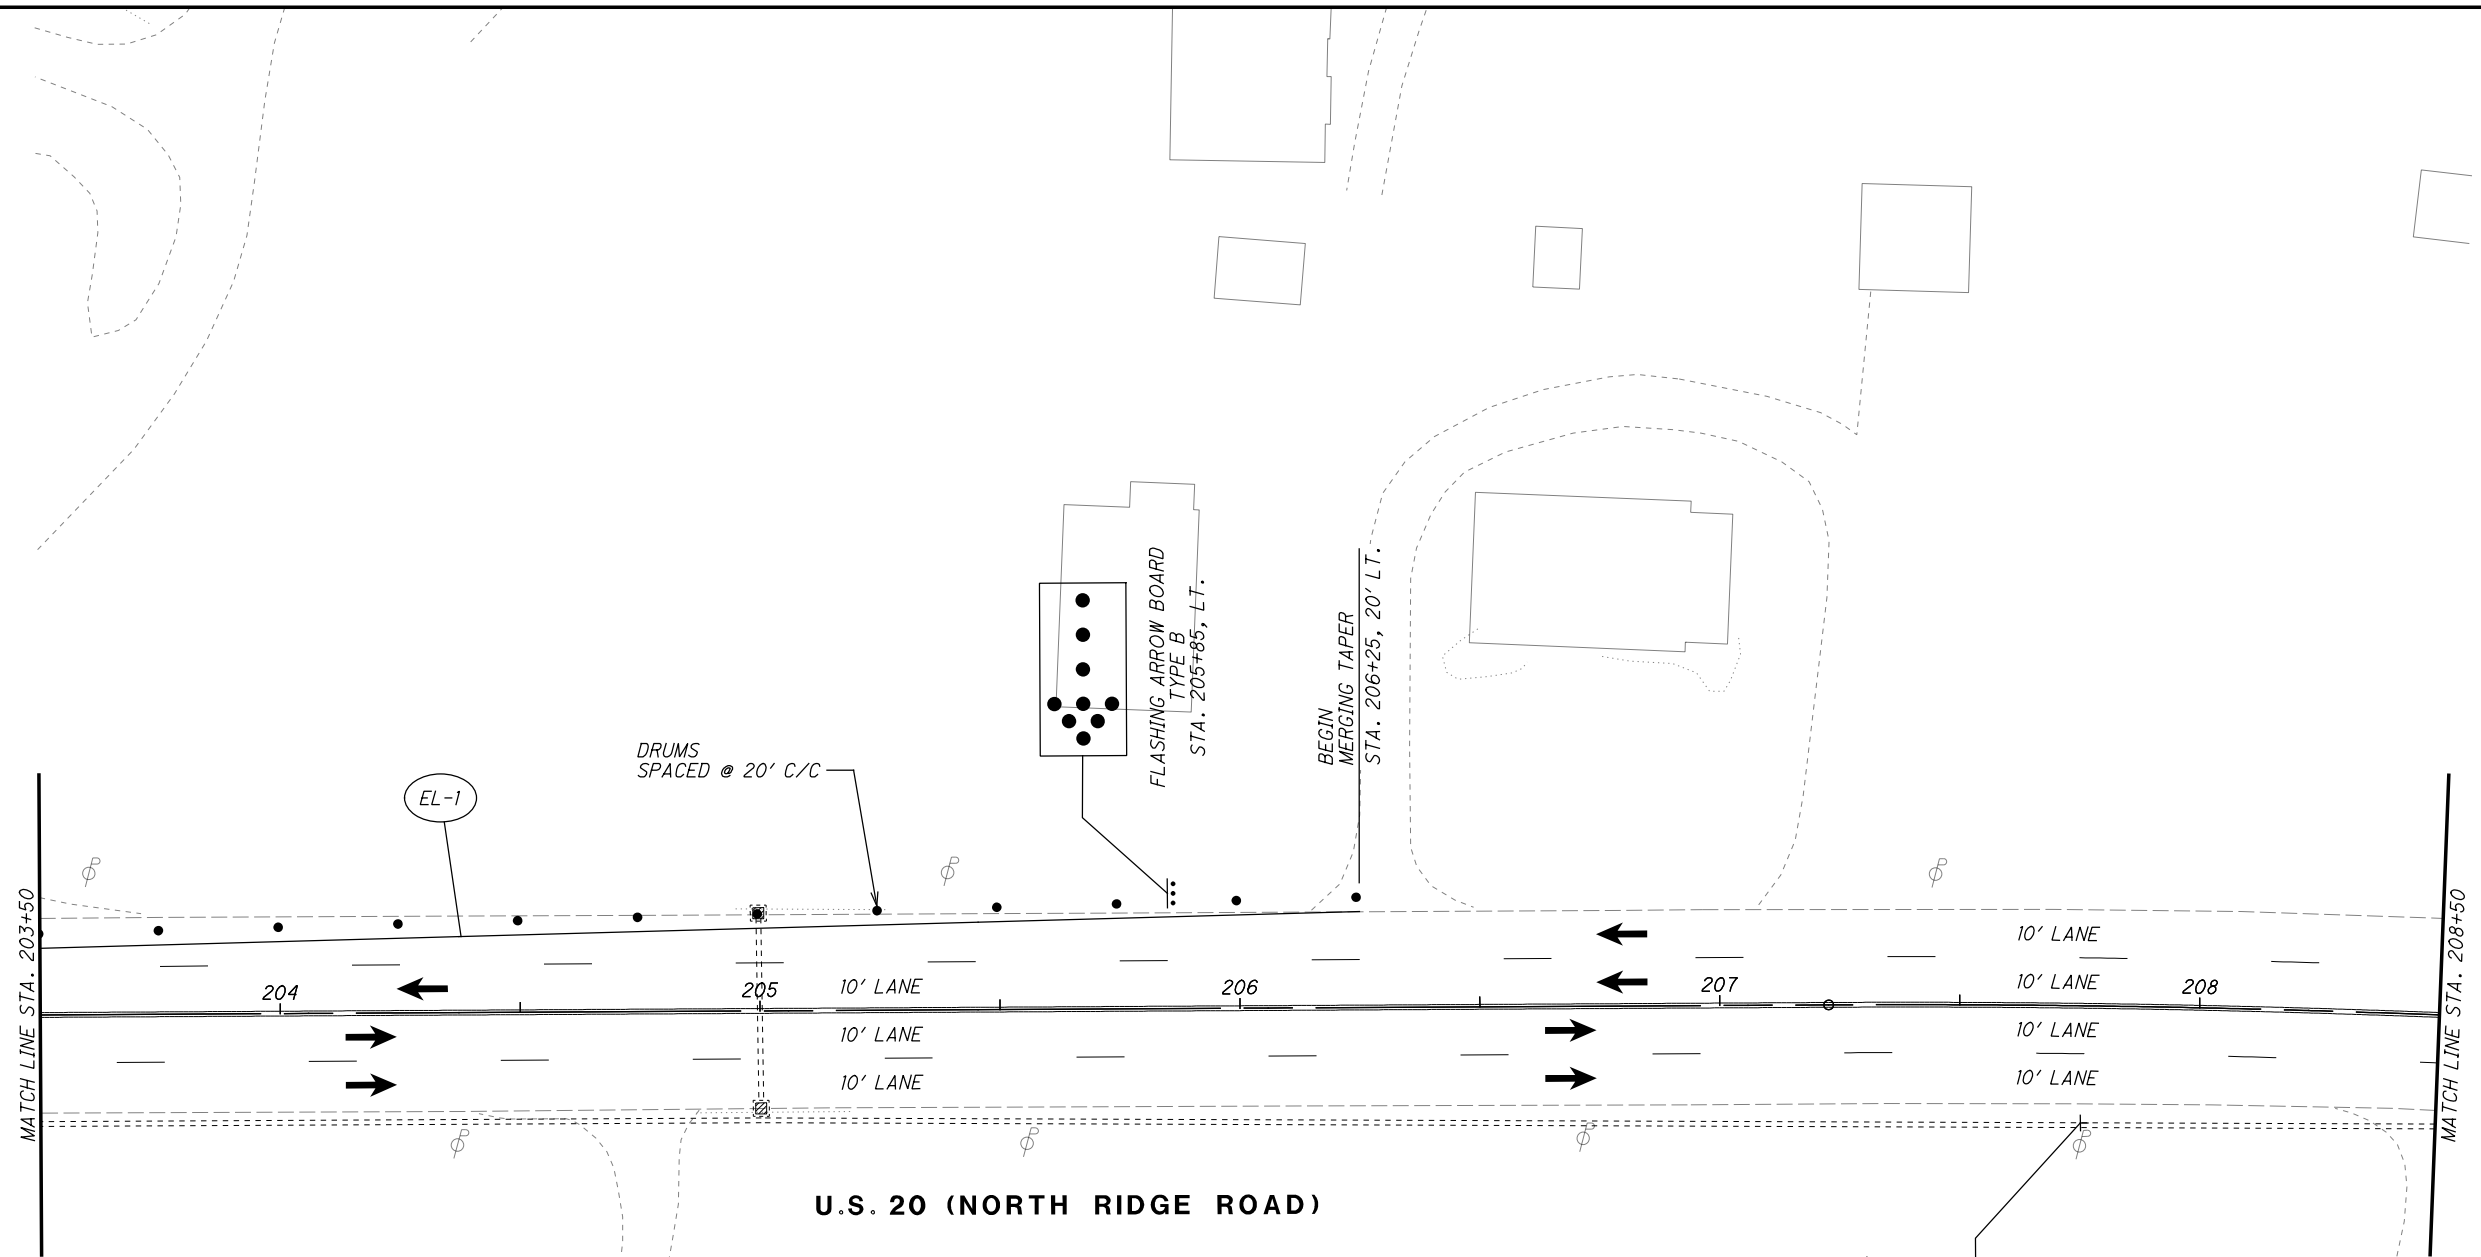 FLASHING ARROW BOARD
TYPE B
STA. 205+85, LT.
BEGIN
MERGING TAPER
STA. 206+25, 20' LT.
DRUMS
SPACED @ 20' C/C
EL-1
MATCH LINE STA. 203+50
MATCH LINE STA. 208+50
10' LANE
10' LANE
204
205
10' LANE
206
207
208
10' LANE
10' LANE
10' LANE
10' LANE
U.S. 20 (NORTH RIDGE ROAD)